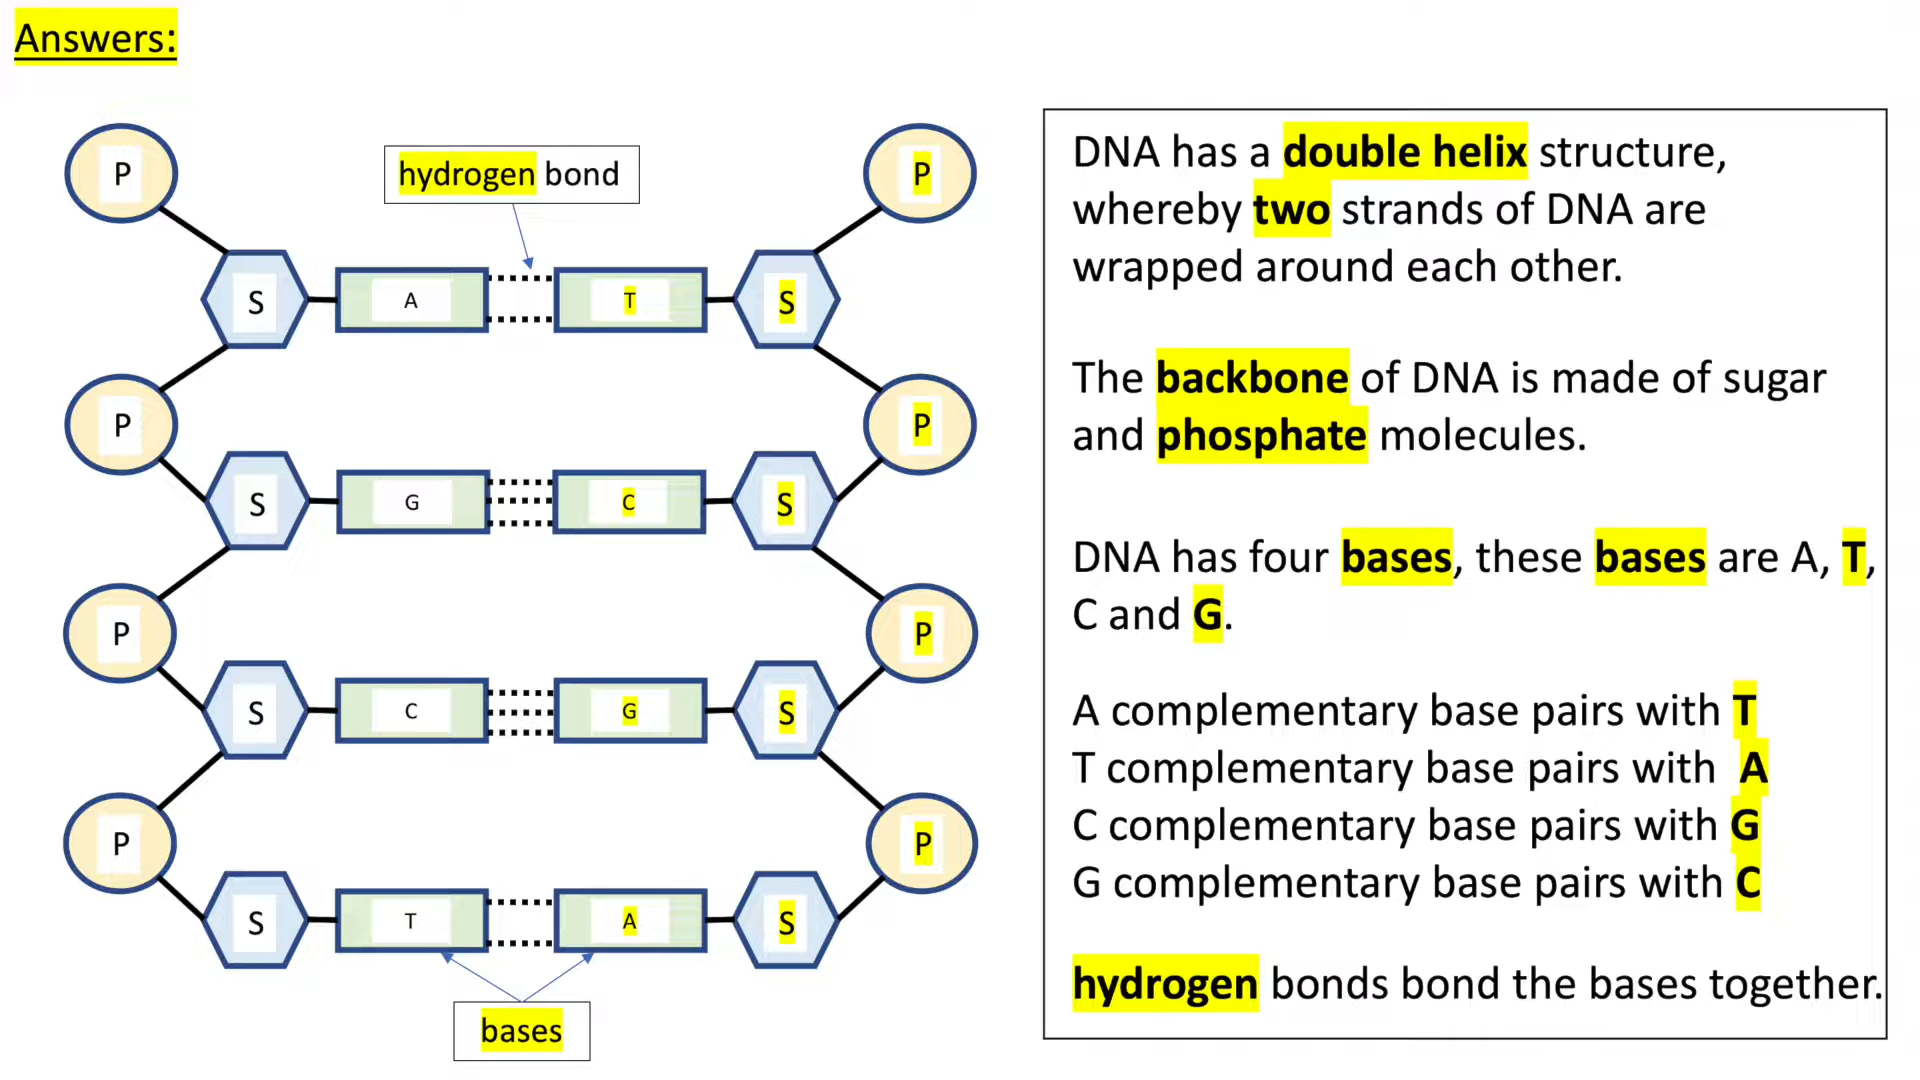 Answers:
P
hydrogen bond
P
S A T S
P P
S G C S
P P
S C G S
P P
S T A S
bases
DNA has a double helix structure,
whereby two strands of DNA are
wrapped around each other.
The backbone of DNA is made of sugar
and phosphate molecules.
DNA has four bases, these bases are A, T,
C and G.
A complementary base pairs with T
T complementary base pairs with A
C complementary base pairs with G
G complementary base pairs with C
hydrogen bonds bond the bases together.